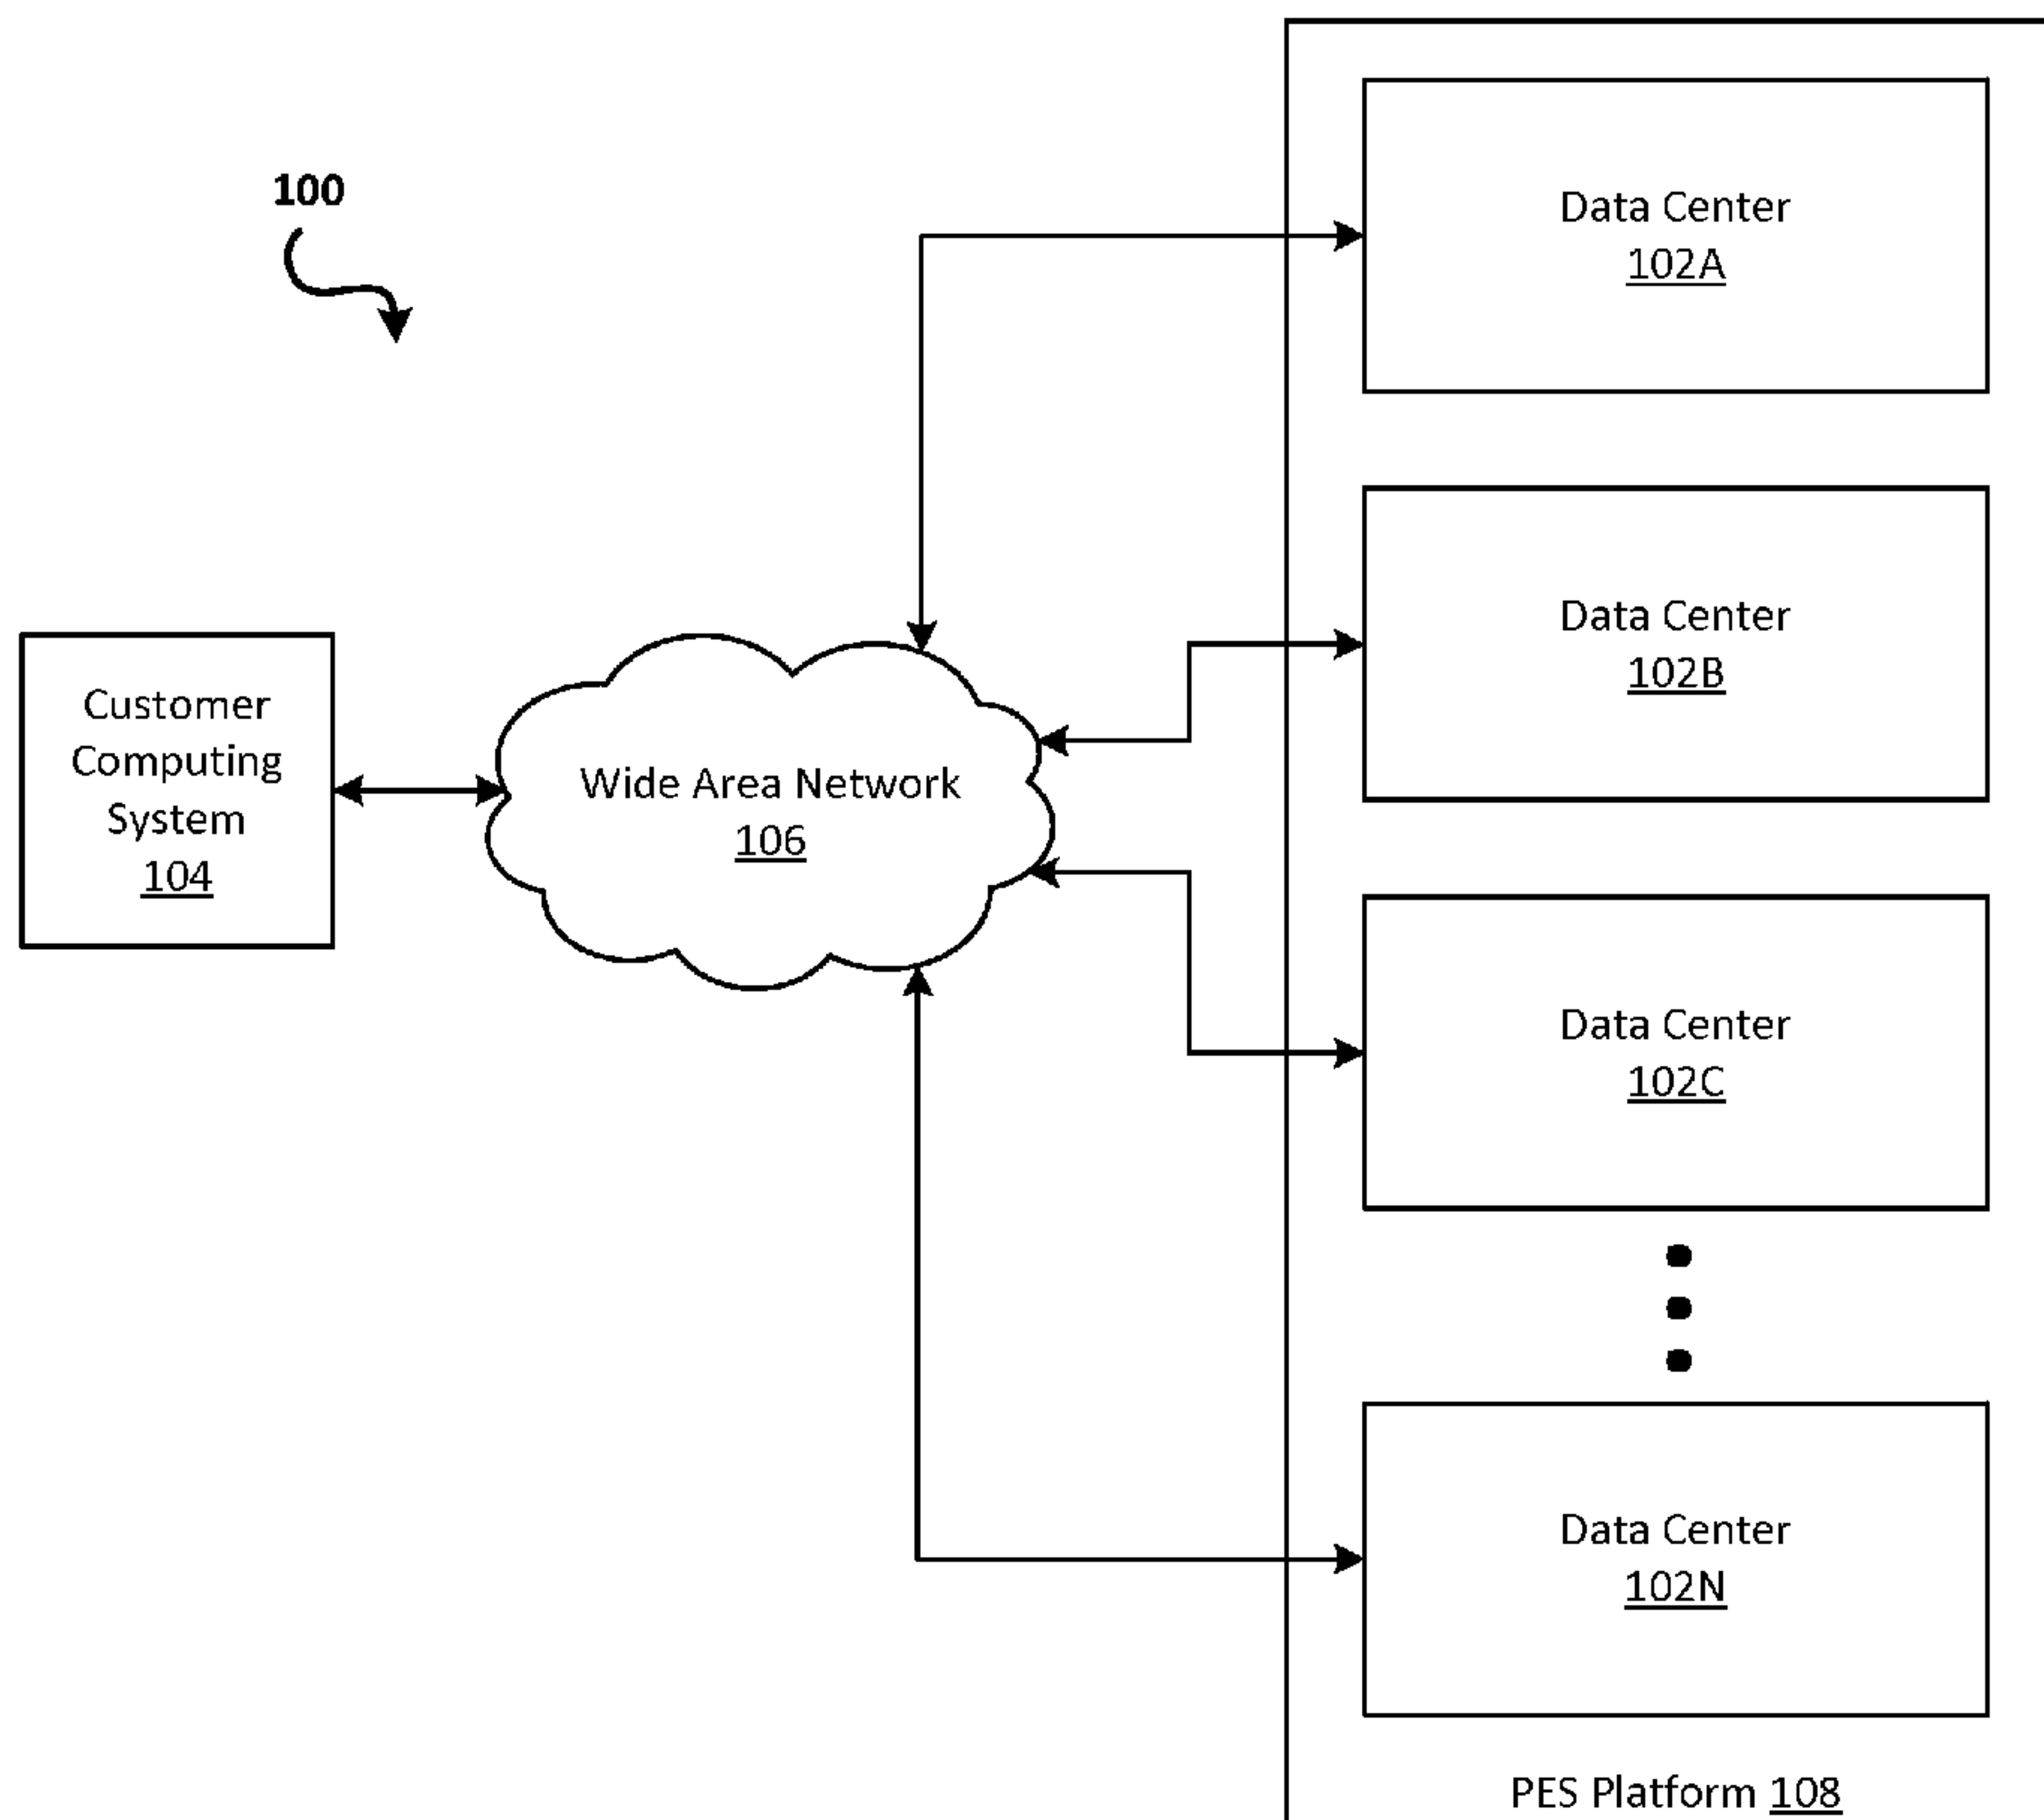 100
Data Center
102A
Data Center
102B
Customer
Computing
System
104
Wide Area Network
106
Data Center
102C
Data Center
102N
PES Platform 108